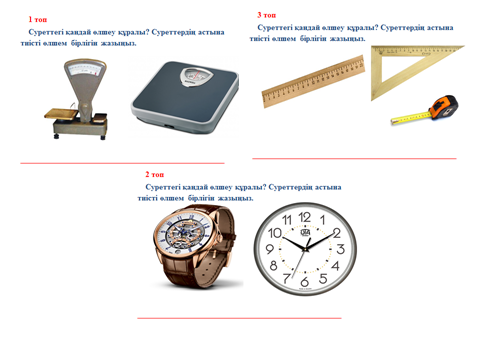 1 топ
Суреттегі қандай өлшеу құралы? Суреттердің астына
тиісті өлшем бірлігін жазыңыз.
3 топ
Суреттегі қандай өлшеу құралы? Суреттердің астына
тиісті өлшем бірлігін жазыңыз.
2 топ
Суреттегі қандай өлшеу құралы? Суреттердің астына
тиісті өлшем бірлігін жазыңыз.
12
1
2
3
4
5
6
7
8
9
10
11